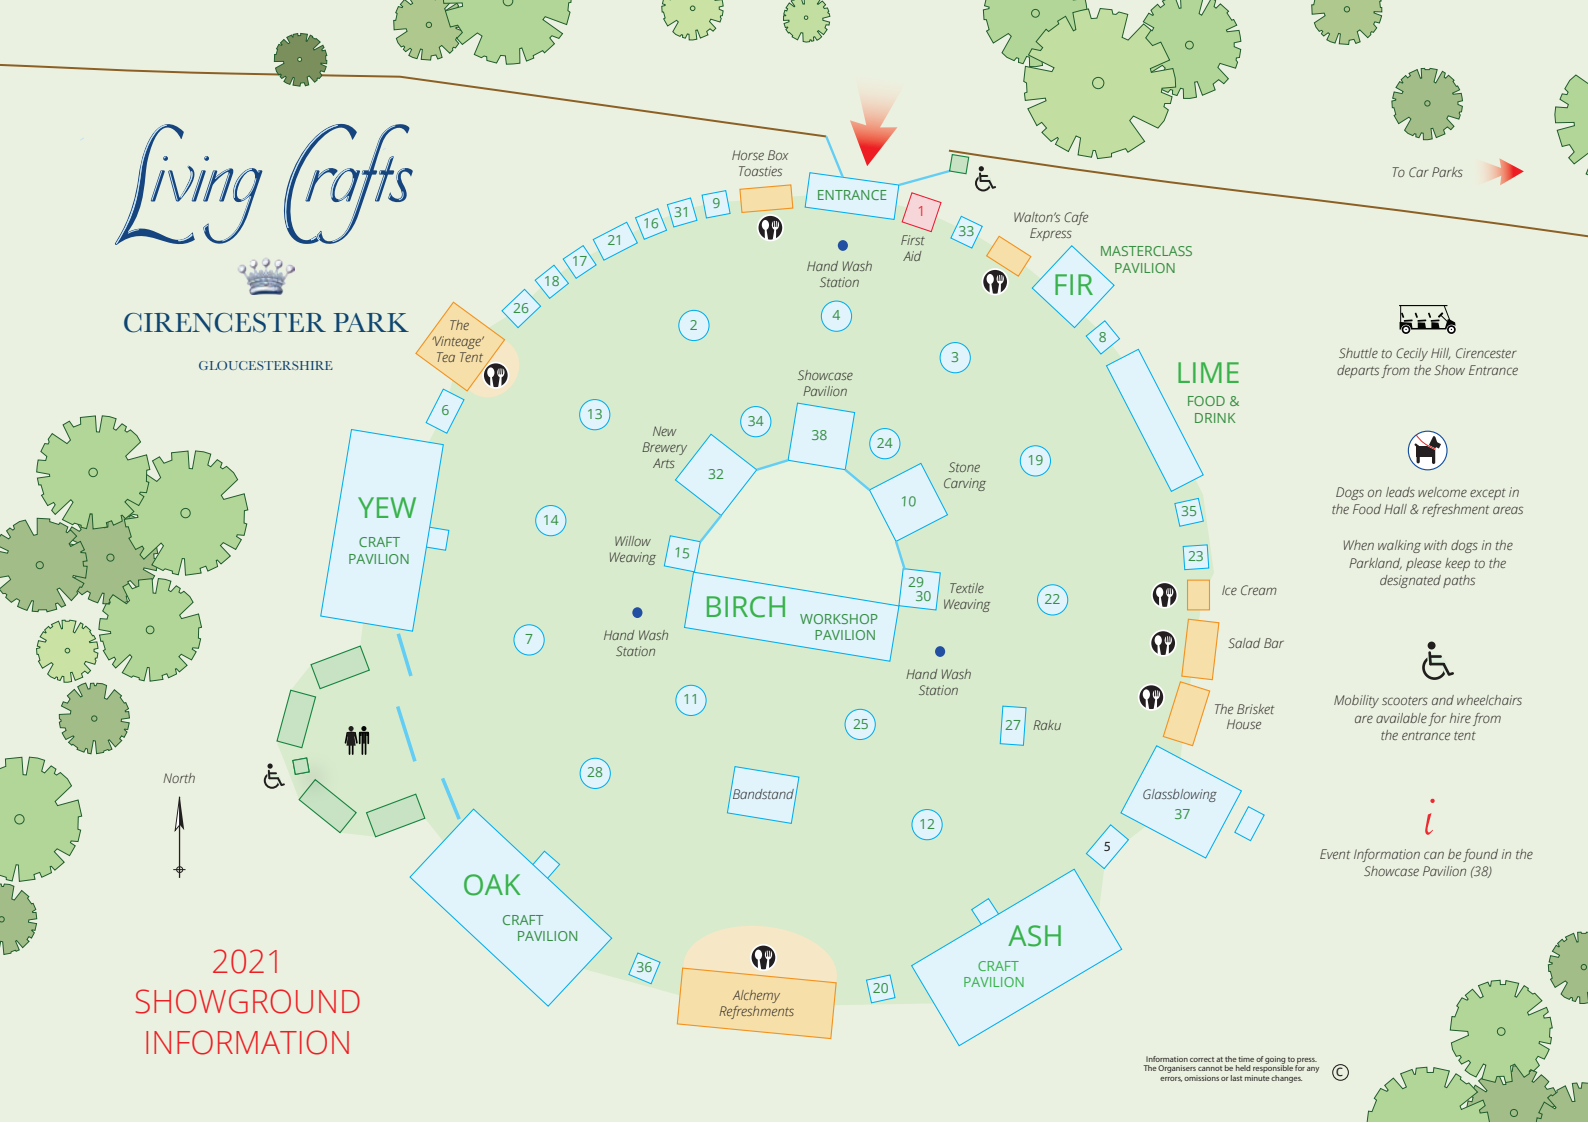 Living Crafts
CIRENCESTER PARK
GLOUCESTERSHIRE
Horse Box
Toasties
ENTRANCE
1
First
Aid
33
Walton's Cafe
Express
FIR
MASTERCLASS
PAVILION
To Car Parks
9
31
16
21
17
18
26
Hand Wash
Station
The
'Vinteage'
Tea Tent
6
2
4
3
8
LIME
FOOD &
DRINK
Shuttle to Cecily Hill, Cirencester
departs from the Show Entrance
13
34
Showcase
Pavilion
38
24
19
New
Brewery
Arts
32
Stone
Carving
10
35
23
Dogs on leads welcome except in
the Food Hall & refreshment areas
When walking with dogs in the
Parkland, please keep to the
designated paths
YEW
CRAFT
PAVILION
14
Willow
Weaving
15
29
30
Textile
Weaving
22
Ice Cream
BIRCH
WORKSHOP
PAVILION
7
Hand Wash
Station
Hand Wash
Station
Salad Bar
The Brisket
House
Mobility scooters and wheelchairs
are available for hire from
the entrance tent
11
25
27
Raku
28
Bandstand
12
Glassblowing
37
5
North
i
Event Information can be found in the
Showcase Pavilion (38)
OAK
CRAFT
PAVILION
36
Alchemy
Refreshments
20
ASH
CRAFT
PAVILION
2021
SHOWGROUND
INFORMATION
Information correct at the time of going to press.
The Organisers cannot be held responsible for any
errors, omissions or last minute changes.
C